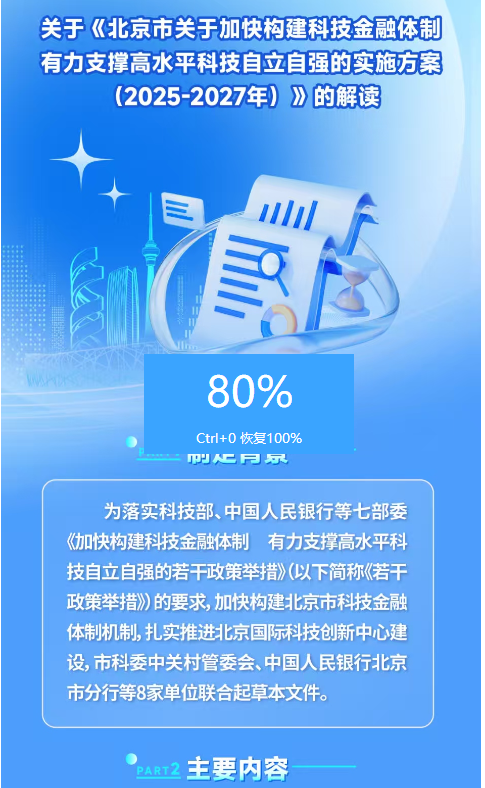 关于《北京市关于加快构建科技金融体制
有力支撑高水平科技自立自强的实施方案
（2025-2027年）》的解读
80%
Ctrl+0 恢复100%
制定背景
为落实科技部、中国人民银行等七部委
《加快构建科技金融体制 有力支撑高水平科
技自立自强的若干政策举措》（以下简称《若干
政策举措》）的要求，加快构建北京市科技金融
体制机制，扎实推进北京国际科技创新中心建
设，市科委中关村管委会、中国人民银行北京
市分行等8家单位联合起草本文件。
PART2 主要内容